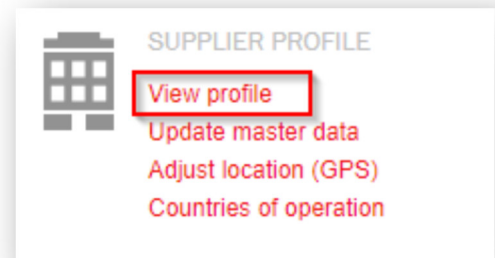 SUPPLIER PROFILE
View profile
Update master data
Adjust location (GPS)
Countries of operation